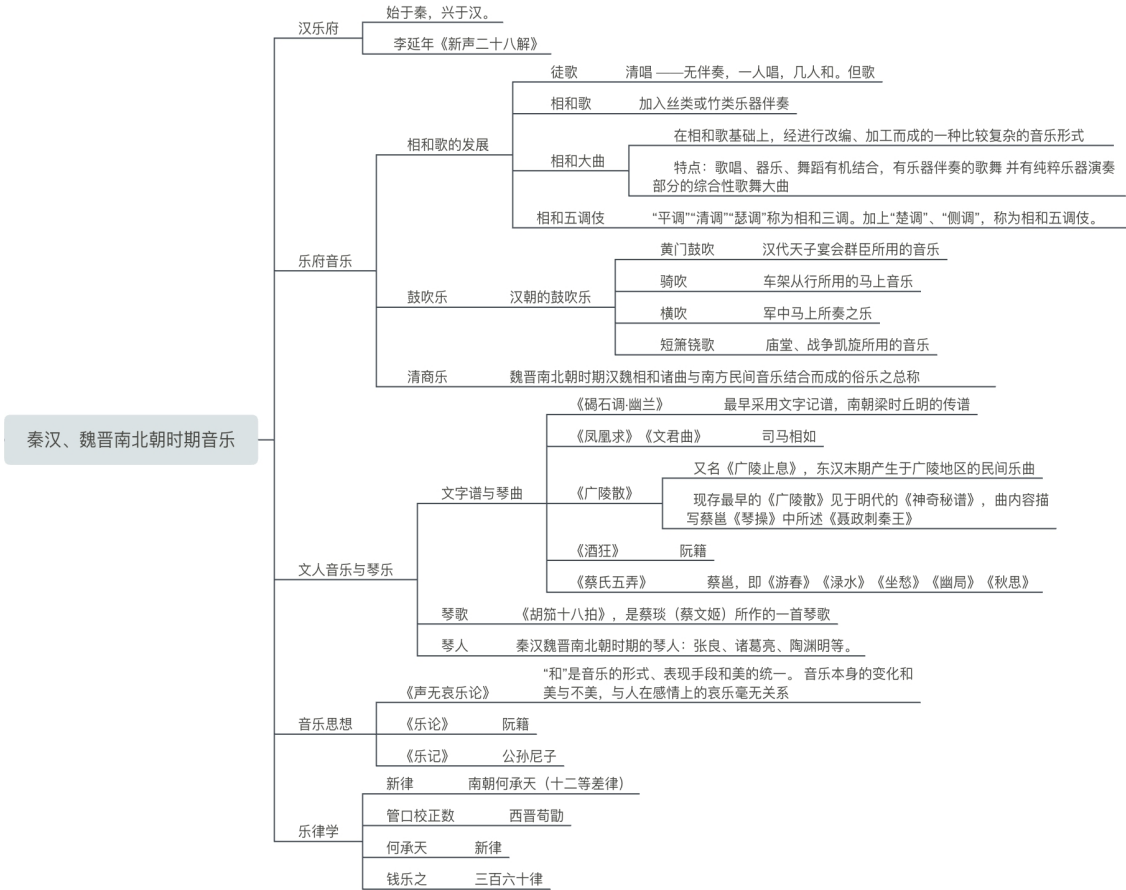 秦汉、魏晋南北朝时期音乐
汉乐府
始于秦，兴于汉。
李延年《新声二十八解》
乐府音乐
相和歌的发展
徒歌 清唱 ——无伴奏，一人唱，几人和。但歌
相和歌 加入丝类或竹类乐器伴奏
相和大曲
在相和歌基础上，经进行改编、加工而成的一种比较复杂的音乐形式
特点：歌唱、器乐、舞蹈有机结合，有乐器伴奏的歌舞 并有纯粹乐器演奏
部分的综合性歌舞大曲
相和五调伎 “平调”“清调”“瑟调”称为相和三调。加上“楚调”、“侧调”，称为相和五调伎。
鼓吹乐 汉朝的鼓吹乐
黄门鼓吹 汉代天子宴会群臣所用的音乐
骑吹 车架从行所用的马上音乐
横吹 军中马上所奏之乐
短箫铙歌 庙堂、战争凯旋所用的音乐
清商乐 魏晋南北朝时期汉魏相和诸曲与南方民间音乐结合而成的俗乐之总称
文人音乐与琴乐
文字谱与琴曲
《碣石调·幽兰》 最早采用文字记谱，南朝梁时丘明的传谱
《凤凰求》《文君曲》 司马相如
《广陵散》
又名《广陵止息》，东汉末期产生于广陵地区的民间乐曲
现存最早的《广陵散》见于明代的《神奇秘谱》，曲内容描
写蔡邕《琴操》中所述《聂政刺秦王》
《酒狂》 阮籍
《蔡氏五弄》 蔡邕，即《游春》《渌水》《坐愁》《幽局》《秋思》
琴歌 《胡笳十八拍》，是蔡琰（蔡文姬）所作的一首琴歌
琴人 秦汉魏晋南北朝时期的琴人：张良、诸葛亮、陶渊明等。
音乐思想
《声无哀乐论》
“和”是音乐的形式、表现手段和美的统一。 音乐本身的变化和
美与不美，与人在感情上的哀乐毫无关系
《乐论》 阮籍
《乐记》 公孙尼子
乐律学
新律 南朝何承天（十二等差律）
管口校正数 西晋荀勖
何承天 新律
钱乐之 三百六十律